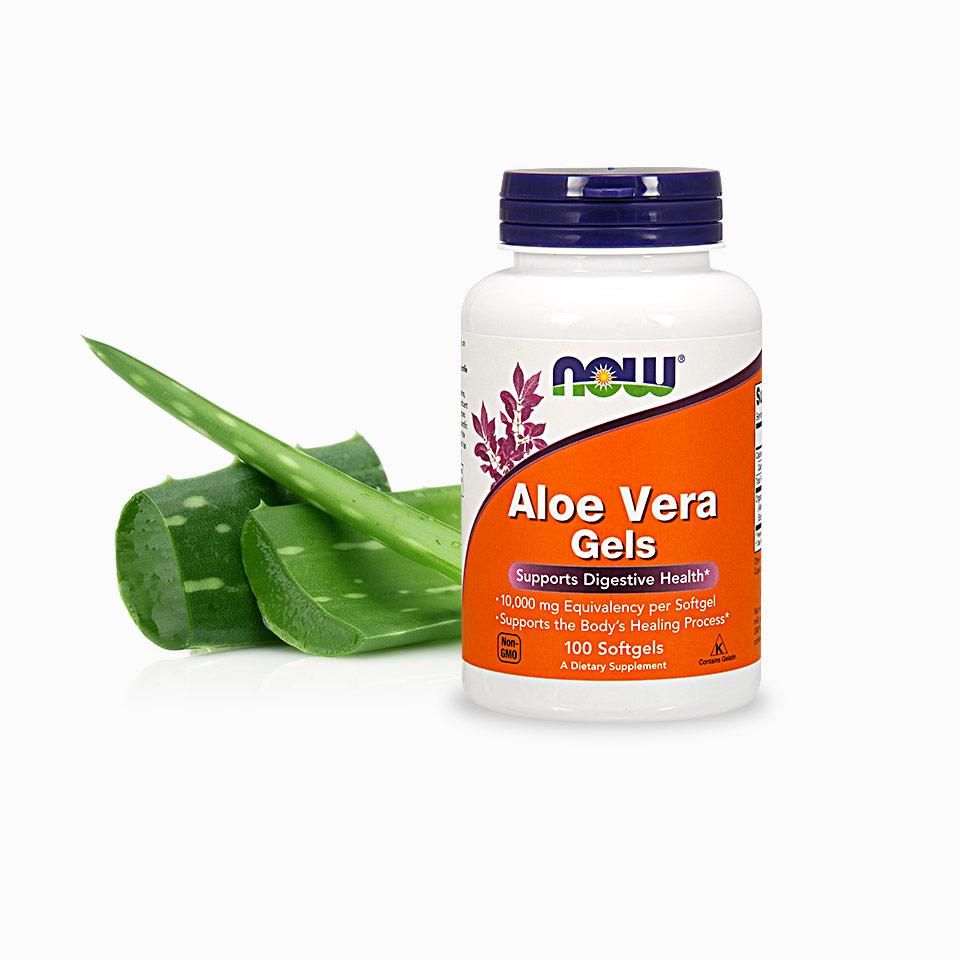 NOW®
Aloe Vera
Gels
Supports Digestive Health*
•10,000 mg Equivalency per Softgel
•Supports the Body's Healing Process*
Non-
GMO
100 Softgels
A Dietary Supplement
K
Contains Gelatin